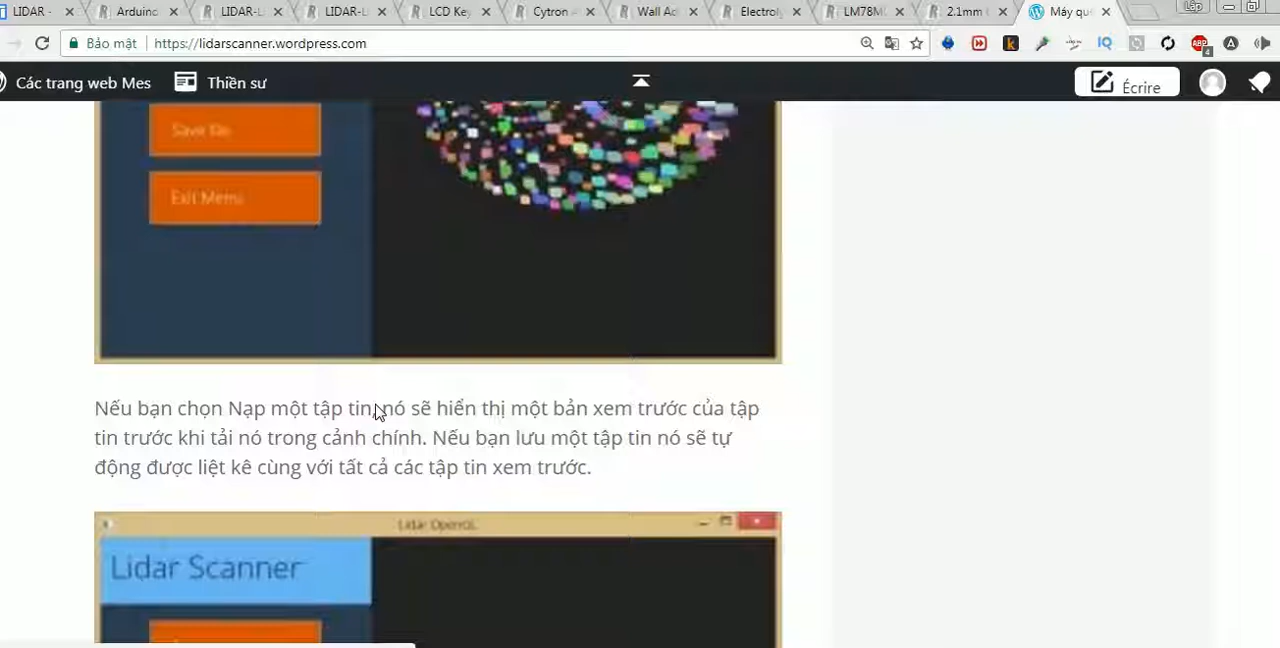 LIDAR -
Arduino
LIDAR-L
LIDAR-L
LCD Key
Cytron
Wall Ad
Electroly
LM78M
2.1mm
Máy qu
Lập
Bảo mật
https://lidarscanner.wordpress.com
Các trang web Mes
Thiền sư
Écrire
Save file
Exit Menu
Nếu bạn chọn Nạp một tập tin, nó sẽ hiển thị một bản xem trước của tập
tin trước khi tải nó trong cảnh chính. Nếu bạn lưu một tập tin nó sẽ tự
động được liệt kê cùng với tất cả các tập tin xem trước.
Lidar OpenGL
Lidar Scanner